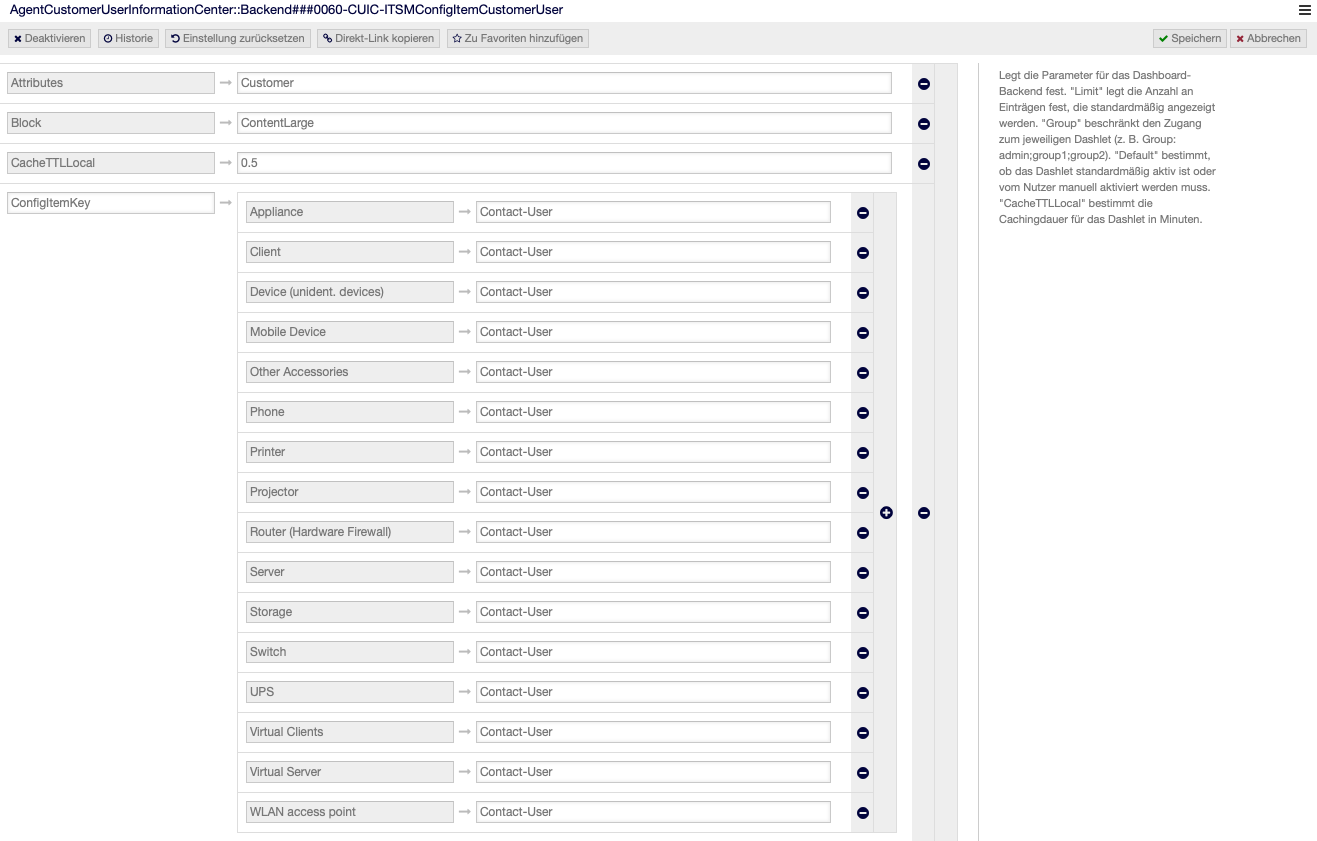 AgentCustomerUserInformationCenter::Backend###0060-CUIC-ITSMConfigItemCustomerUser
Deaktivieren
Historie
Einstellung zurücksetzen
Direkt-Link kopieren
Zu Favoriten hinzufügen
Speichern
Abbrechen
Attributes
Customer
Block
ContentLarge
CacheTTLLocal
0.5
ConfigItemKey
Appliance
Contact-User
Client
Contact-User
Device (unident. devices)
Contact-User
Mobile Device
Contact-User
Other Accessories
Contact-User
Phone
Contact-User
Printer
Contact-User
Projector
Contact-User
Router (Hardware Firewall)
Contact-User
Server
Contact-User
Storage
Contact-User
Switch
Contact-User
UPS
Contact-User
Virtual Clients
Contact-User
Virtual Server
Contact-User
WLAN access point
Contact-User
Legt die Parameter für das Dashboard-
Backend fest. "Limit" legt die Anzahl an
Einträgen fest, die standardmäßig angezeigt
werden. "Group" beschränkt den Zugang
zum jeweiligen Dashlet (z. B. Group:
admin;group1;group2). "Default" bestimmt,
ob das Dashlet standardmäßig aktiv ist oder
vom Nutzer manuell aktiviert werden muss.
"CacheTTLLocal" bestimmt die
Cachingdauer für das Dashlet in Minuten.